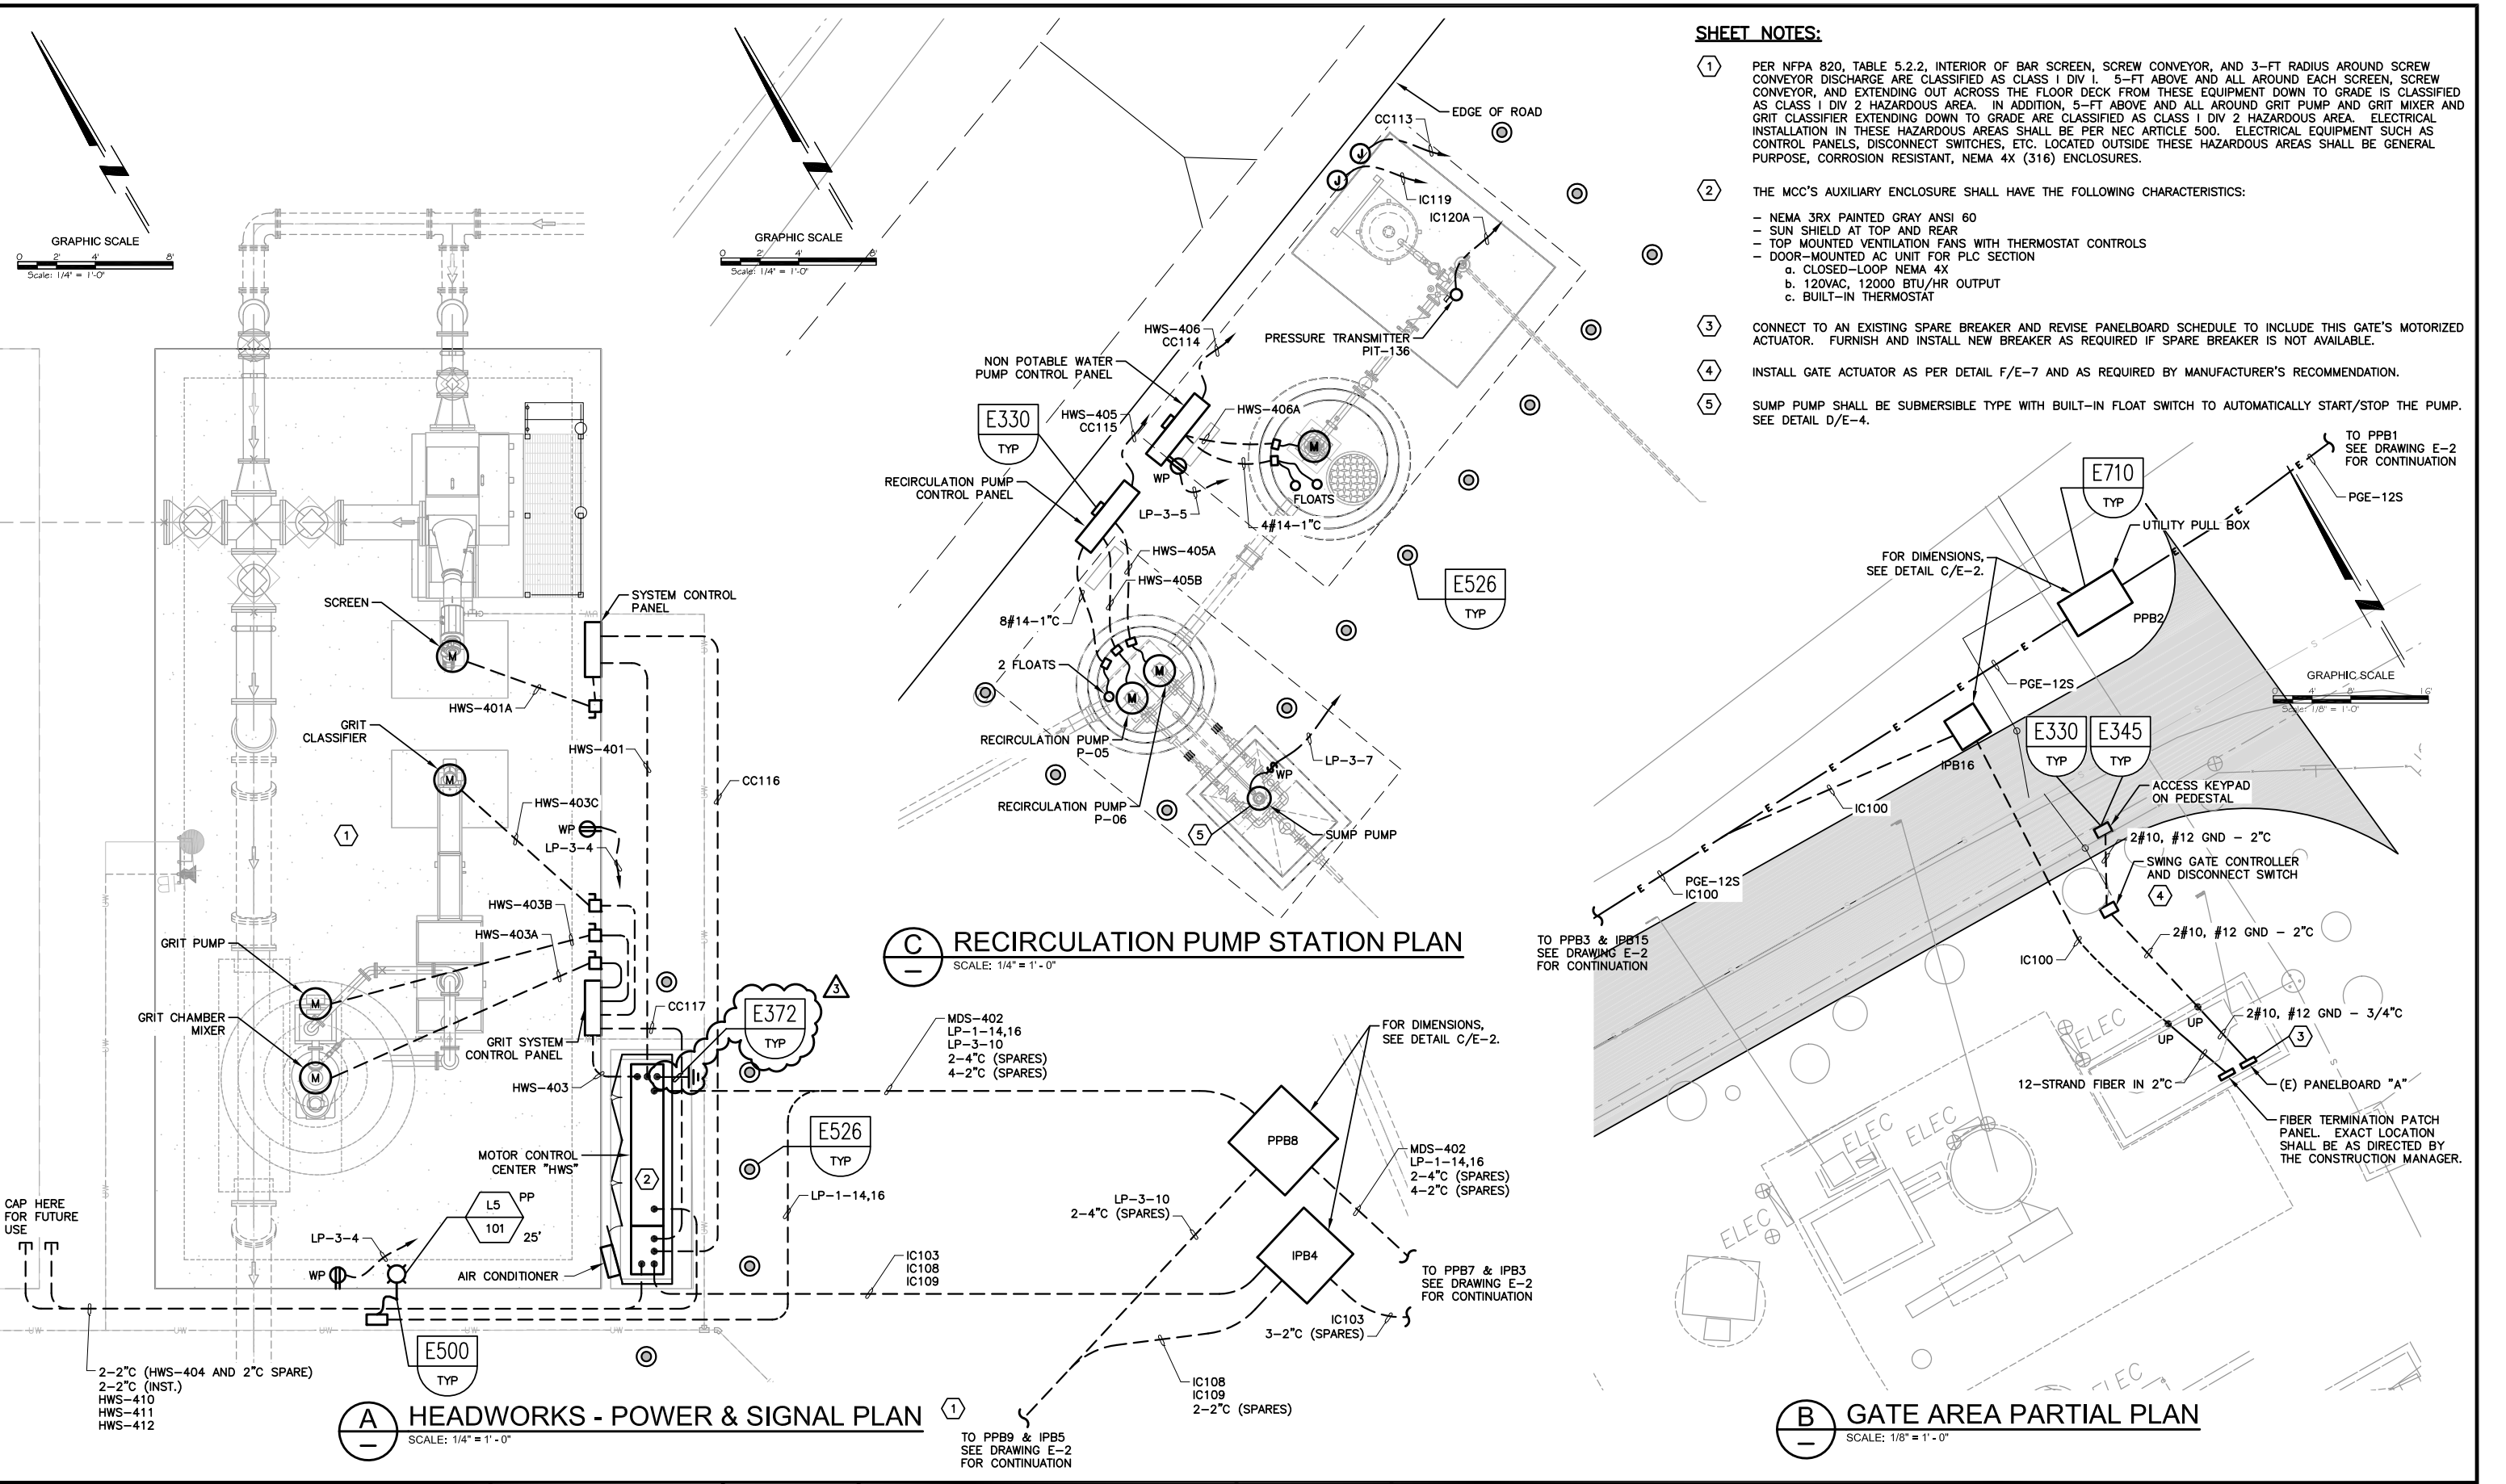 SHEET NOTES:
1
PER NFPA 820, TABLE 5.2.2, INTERIOR OF BAR SCREEN, SCREW CONVEYOR, AND 3-FT RADIUS AROUND SCREW
CONVEYOR DISCHARGE ARE CLASSIFIED AS CLASS I DIV I. 5-FT ABOVE AND ALL AROUND EACH SCREEN, SCREW
CONVEYOR, AND EXTENDING OUT ACROSS THE FLOOR DECK FROM THESE EQUIPMENT DOWN TO GRADE IS CLASSIFIED
AS CLASS I DIV 2 HAZARDOUS AREA. IN ADDITION, 5-FT ABOVE AND ALL AROUND GRIT PUMP AND GRIT MIXER AND
GRIT CLASSIFIER EXTENDING DOWN TO GRADE ARE CLASSIFIED AS CLASS I DIV 2 HAZARDOUS AREA. ELECTRICAL
INSTALLATION IN THESE HAZARDOUS AREAS SHALL BE PER NEC ARTICLE 500. ELECTRICAL EQUIPMENT SUCH AS
CONTROL PANELS, DISCONNECT SWITCHES, ETC. LOCATED OUTSIDE THESE HAZARDOUS AREAS SHALL BE GENERAL
PURPOSE, CORROSION RESISTANT, NEMA 4X (316) ENCLOSURES.
2
THE MCC'S AUXILIARY ENCLOSURE SHALL HAVE THE FOLLOWING CHARACTERISTICS:
- NEMA 3RX PAINTED GRAY ANSI 60
- SUN SHIELD AT TOP AND REAR
- TOP MOUNTED VENTILATION FANS WITH THERMOSTAT CONTROLS
- DOOR-MOUNTED AC UNIT FOR PLC SECTION
a. CLOSED-LOOP NEMA 4X
b. 120VAC, 12000 BTU/HR OUTPUT
c. BUILT-IN THERMOSTAT
3
CONNECT TO AN EXISTING SPARE BREAKER AND REVISE PANELBOARD SCHEDULE TO INCLUDE THIS GATE'S MOTORIZED
ACTUATOR. FURNISH AND INSTALL NEW BREAKER AS REQUIRED IF SPARE BREAKER IS NOT AVAILABLE.
4
INSTALL GATE ACTUATOR AS PER DETAIL F/E-7 AND AS REQUIRED BY MANUFACTURER'S RECOMMENDATION.
5
SUMP PUMP SHALL BE SUBMERSIBLE TYPE WITH BUILT-IN FLOAT SWITCH TO AUTOMATICALLY START/STOP THE PUMP.
SEE DETAIL D/E-4.
GRAPHIC SCALE
0 2' 4' 8'
Scale: 1/4" = 1'-0"
SCREEN
M
HWS-401A
SYSTEM CONTROL
PANEL
GRIT
CLASSIFIER
M
HWS-401
CC116
HWS-403C
WP
LP-3-4
1
HWS-403B
HWS-403A
GRIT PUMP
M
GRIT CHAMBER
MIXER
M
CC117
GRIT SYSTEM
CONTROL PANEL
E372
TYP
3
HWS-403
MOTOR CONTROL
CENTER "HWS"
2
E526
TYP
LP-1-14,16
L5
101
PP
25'
LP-3-4
WP
AIR CONDITIONER
CAP HERE
FOR FUTURE
USE
E500
TYP
2-2"C (HWS-404 AND 2"C SPARE)
2-2"C (INST.)
HWS-410
HWS-411
HWS-412
UW
UW
UW
UW
UW
MDS-402
LP-1-14,16
LP-3-10
2-4"C (SPARES)
4-2"C (SPARES)
FOR DIMENSIONS,
SEE DETAIL C/E-2.
PPB8
MDS-402
LP-1-14,16
2-4"C (SPARES)
4-2"C (SPARES)
LP-3-10
2-4"C (SPARES)
IPB4
IC103
IC108
IC109
TO PPB7 & IPB3
SEE DRAWING E-2
FOR CONTINUATION
IC103
3-2"C (SPARES)
IC108
IC109
2-2"C (SPARES)
TO PPB9 & IPB5
SEE DRAWING E-2
FOR CONTINUATION
A
HEADWORKS - POWER & SIGNAL PLAN
1
SCALE: 1/4" = 1' - 0"
GRAPHIC SCALE
0 2' 4' 8'
Scale: 1/4" = 1'-0"
EDGE OF ROAD
CC113
J
J
IC119
IC120A
HWS-406
CC114
PRESSURE TRANSMITTER
PIT-136
NON POTABLE WATER
PUMP CONTROL PANEL
E330
TYP
HWS-405
CC115
HWS-406A
M
WP
FLOATS
RECIRCULATION PUMP
CONTROL PANEL
LP-3-5
4#14-1"C
HWS-405A
HWS-405B
E526
TYP
8#14-1"C
2 FLOATS
M
M
RECIRCULATION PUMP
P-05
LP-3-7
WP
RECIRCULATION PUMP
P-06
5
SUMP PUMP
C
RECIRCULATION PUMP STATION PLAN
SCALE: 1/4" = 1' - 0"
TO PPB1
SEE DRAWING E-2
FOR CONTINUATION
E710
TYP
PGE-12S
UTILITY PULL BOX
E
E
E
E
E
E
E
E
E
FOR DIMENSIONS,
SEE DETAIL C/E-2.
PPB2
PGE-12S
GRAPHIC SCALE
0 4' 8' 16'
Scale: 1/8" = 1'-0"
E330
TYP
E345
TYP
IPB16
ACCESS KEYPAD
ON PEDESTAL
IC100
2#10, #12 GND - 2"C
SWING GATE CONTROLLER
AND DISCONNECT SWITCH
4
PGE-12S
IC100
2#10, #12 GND - 2"C
TO PPB3 & IPB15
SEE DRAWING E-2
FOR CONTINUATION
IC100
2#10, #12 GND - 3/4"C
UP
UP
3
12-STRAND FIBER IN 2"C
(E) PANELBOARD "A"
FIBER TERMINATION PATCH
PANEL. EXACT LOCATION
SHALL BE AS DIRECTED BY
THE CONSTRUCTION MANAGER.
ELEC
ELEC
ELEC
ELEC
B
GATE AREA PARTIAL PLAN
SCALE: 1/8" = 1' - 0"